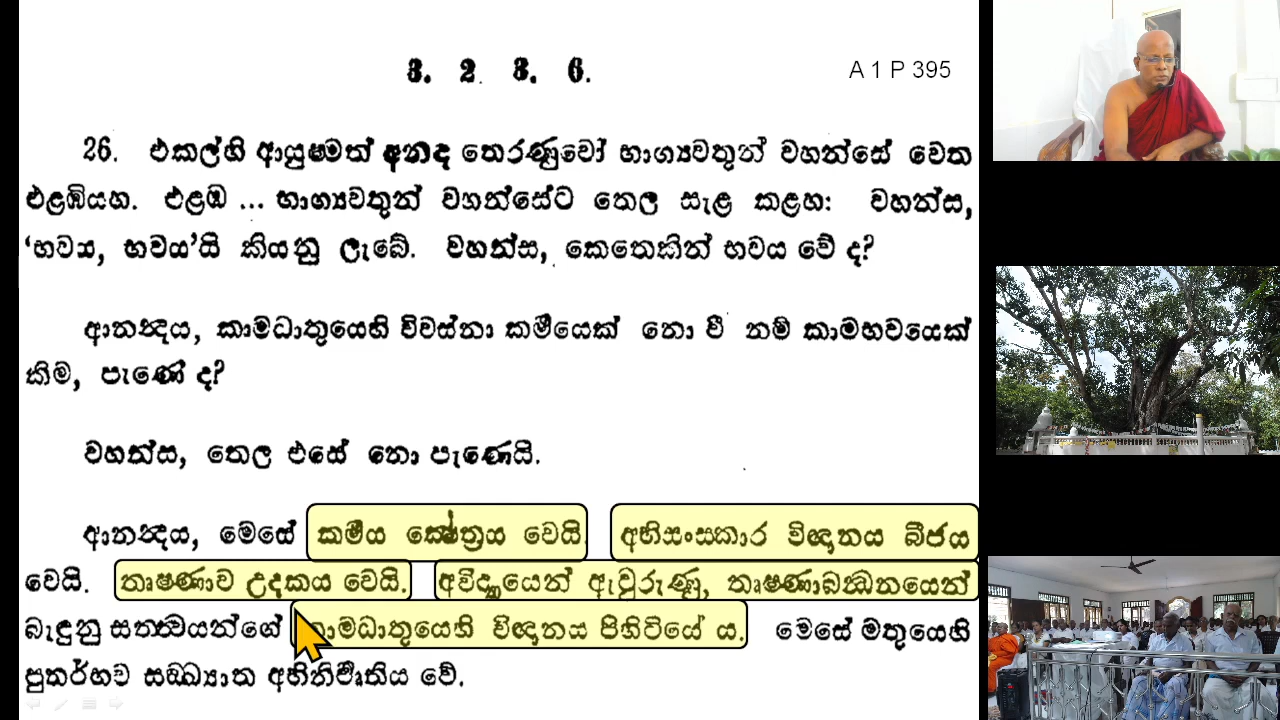 3. 2. 3. 6.
A 1 P 395
26. එකල්හි ආයුෂ්මත් අනඳ තෙරණුවෝ භාග්‍යවතුන් වහන්සේ වෙත
එළඹියහ. එළඹ ... භාග්‍යවතුන් වහන්සේට තෙල සැළ කළහ: වහන්ස,
‘භවය, භවය’යි කියනු ලැබේ. වහන්ස, කෙතෙකින් භවය වේ ද?
ආනන්‍දය, කාමධාතුයෙහි විවස්නා කර්‍මයෙක් නො වී නම් කාමභවයෙක්
කිම, පැණේ ද?
වහන්ස, තෙල එසේ නො පැණෙයි.
ආනන්‍දය, මෙසේ කර්‍මය ක්‍ෂේත්‍රය වෙයි. අභිසංසකාර විඥානය බීජය
වෙයි. තෘෂ්ණාව උදකය වෙයි. අවිද්‍යායෙන් ඇවුරුණු, තෘෂ්ණාබන්‍ධනයෙන්
බැඳුනු සත්ත්‍වයන්ගේ කාමධාතුයෙහි විඥානය පිහිටියේ ය. මෙසේ මතුයෙහි
පුනර්භව සඞ්ඛ්‍යාත අභිනිර්‍වෘතිය වේ.